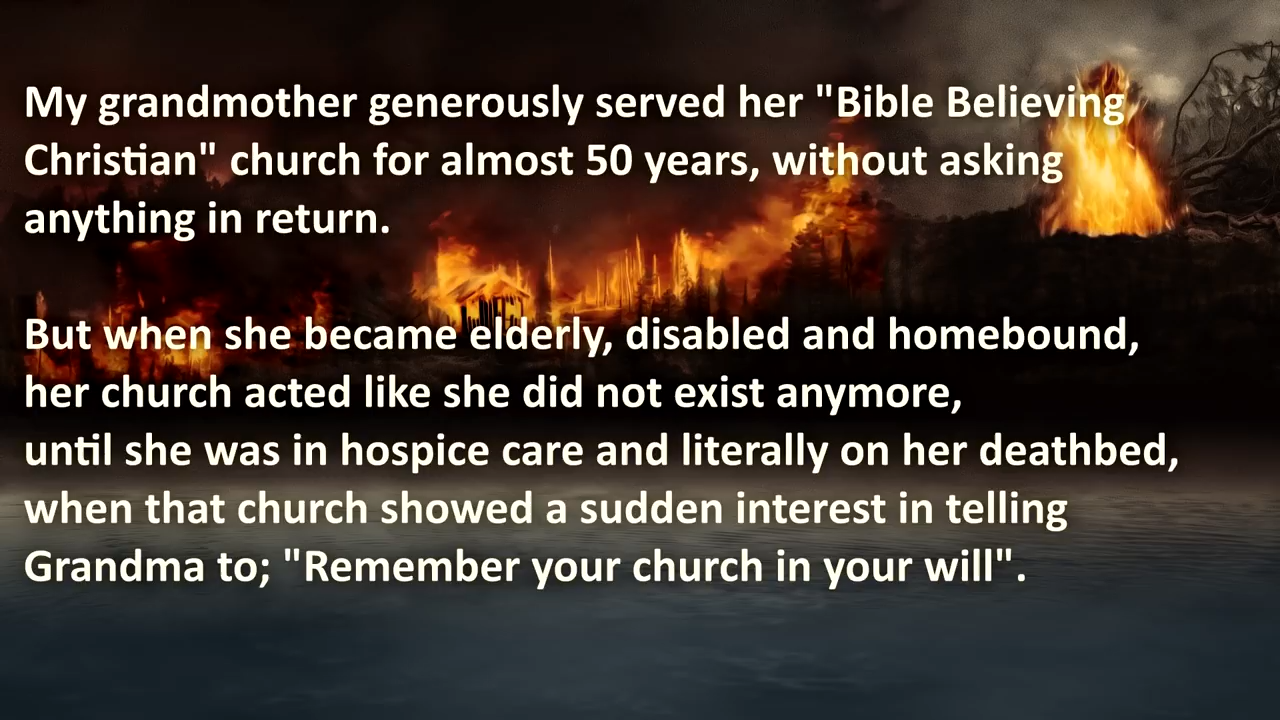 My grandmother generously served her "Bible Believing
Christian" church for almost 50 years, without asking
anything in return.
But when she became elderly, disabled and homebound,
her church acted like she did not exist anymore,
until she was in hospice care and literally on her deathbed,
when that church showed a sudden interest in telling
Grandma to; "Remember your church in your will".